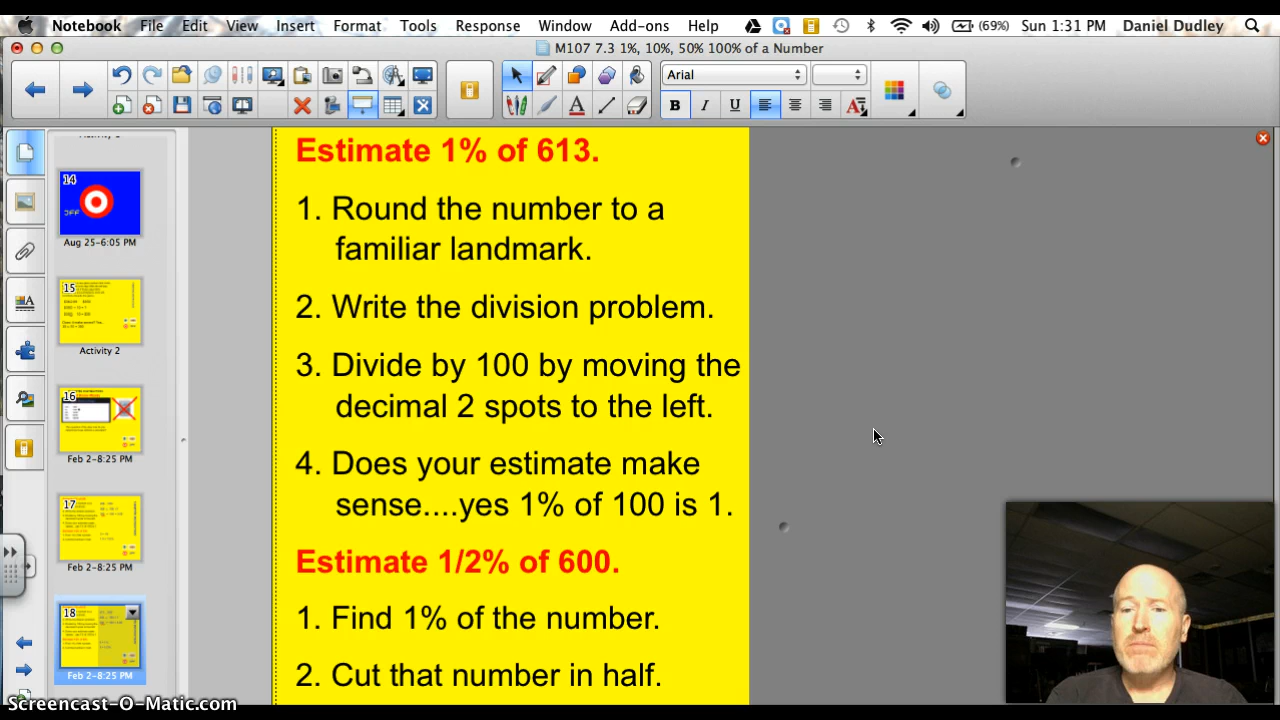 Notebook File Edit View Insert Format Tools Response Window Add-ons Help (69%) Sun 1:31 PM Daniel Dudley
M107 7.3 1%, 10%, 50% 100% of a Number
Arial
B I U
Estimate 1% of 613.
1. Round the number to a
familiar landmark.
2. Write the division problem.
3. Divide by 100 by moving the
decimal 2 spots to the left.
4. Does your estimate make
sense....yes 1% of 100 is 1.
Estimate 1/2% of 600.
1. Find 1% of the number.
2. Cut that number in half.
14
OFF
Aug 25-6:05 PM
15
Activity 2
16
Feb 2-8:25 PM
17
Feb 2-8:25 PM
18
Feb 2-8:25 PM
Screencast-O-Matic.com